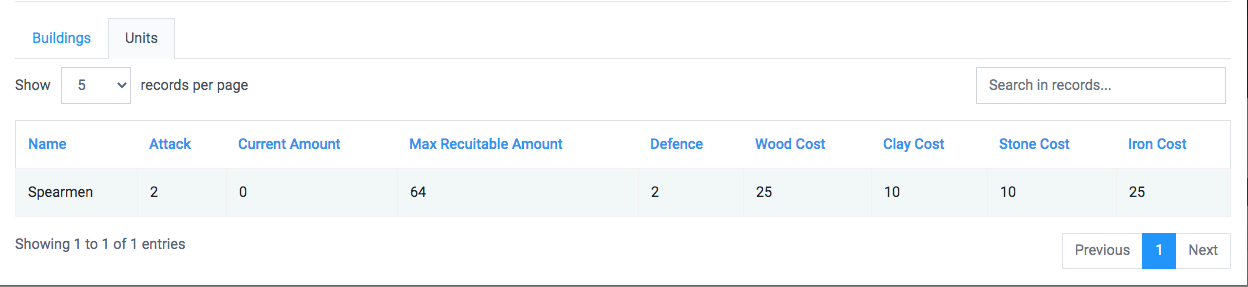 Buildings Units
Show 5 records per page Search in records...
Name Attack Current Amount Max Recuitable Amount Defence Wood Cost Clay Cost Stone Cost Iron Cost
Spearmen 2 0 64 2 25 10 10 25
Showing 1 to 1 of 1 entries Previous 1 Next